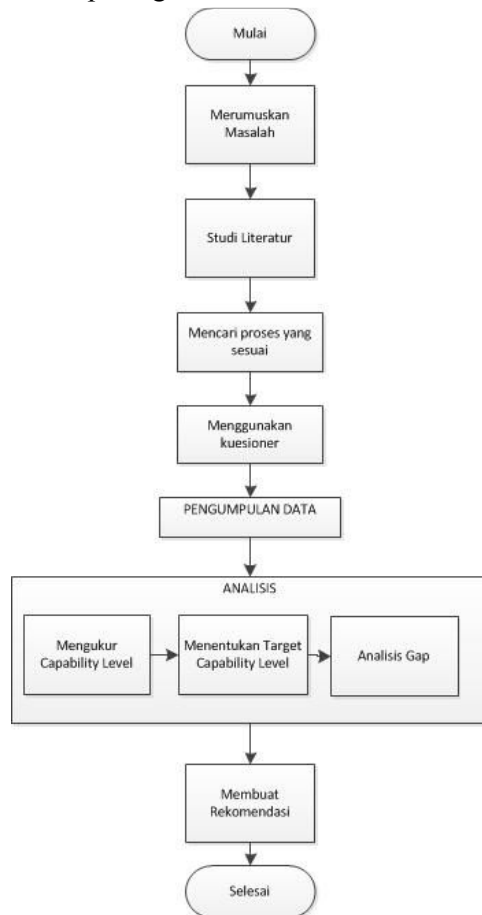 Mulai
Merumuskan
Masalah
Studi Literatur
Mencari proses yang
sesuai
Menggunakan
kuesioner
PENGUMPULAN DATA
ANALISIS
Mengukur
Capability Level
Menentukan Target
Capability Level
Analisis Gap
Membuat
Rekomendasi
Selesai